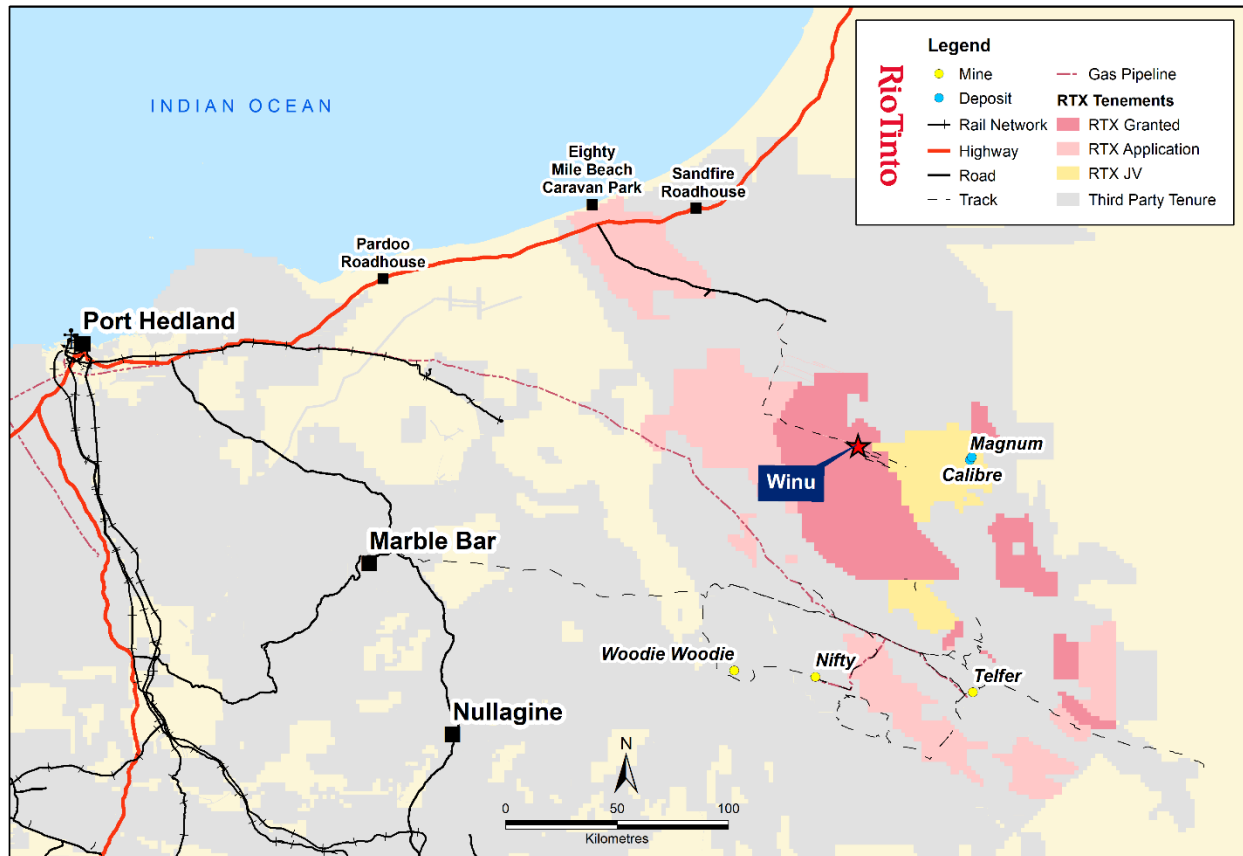 INDIAN OCEAN
Eighty
Mile Beach
Caravan Park
Sandfire
Roadhouse
Pardoo
Roadhouse
Port Hedland
Magnum
Calibre
Winu
Marble Bar
Woodie Woodie
Nifty
Telfer
Nullagine
N
0
50
100
Kilometres
RioTinto
Legend
Mine
Deposit
Rail Network
Highway
Road
Track
Gas Pipeline
RTX Tenements
RTX Granted
RTX Application
RTX JV
Third Party Tenure